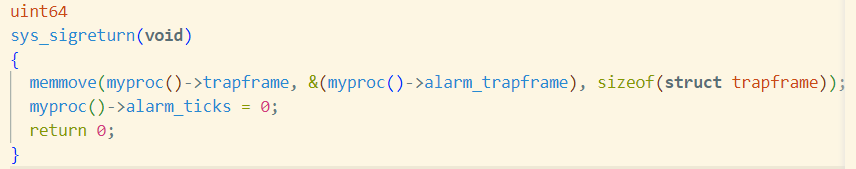 uint64
sys_sigreturn(void)
{
  memmove(myproc()->trapframe, &(myproc()->alarm_trapframe), sizeof(struct trapframe));
  myproc()->alarm_ticks = 0;
  return 0;
}